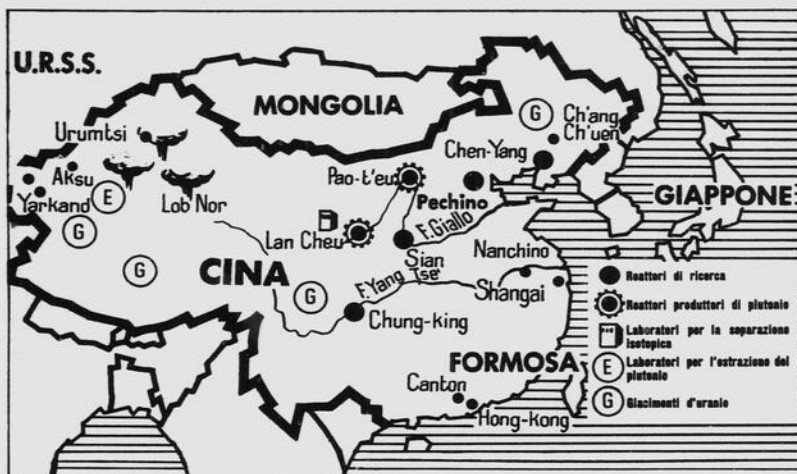 U.R.S.S.
MONGOLIA
Urumtsi
Ch'ang
Ch'uen
Chen-Yang
Aksu
Pao-t'eu
Yarkand
E
Lob Nor
Pechino
GIAPPONE
G
G
G
G
Lan Cheu
F. Giallo
CINA
Sian
Nanchino
F. Yang Tse'
Shangai
Chung-king
FORMOSA
Canton
Hong-kong
Reattori di ricerca
Reattori produttori di plutonio
Laboratori per la separazione
isotopica
E
Laboratori per l'estrazione del
plutonio
G
Giacimenti d'uranio